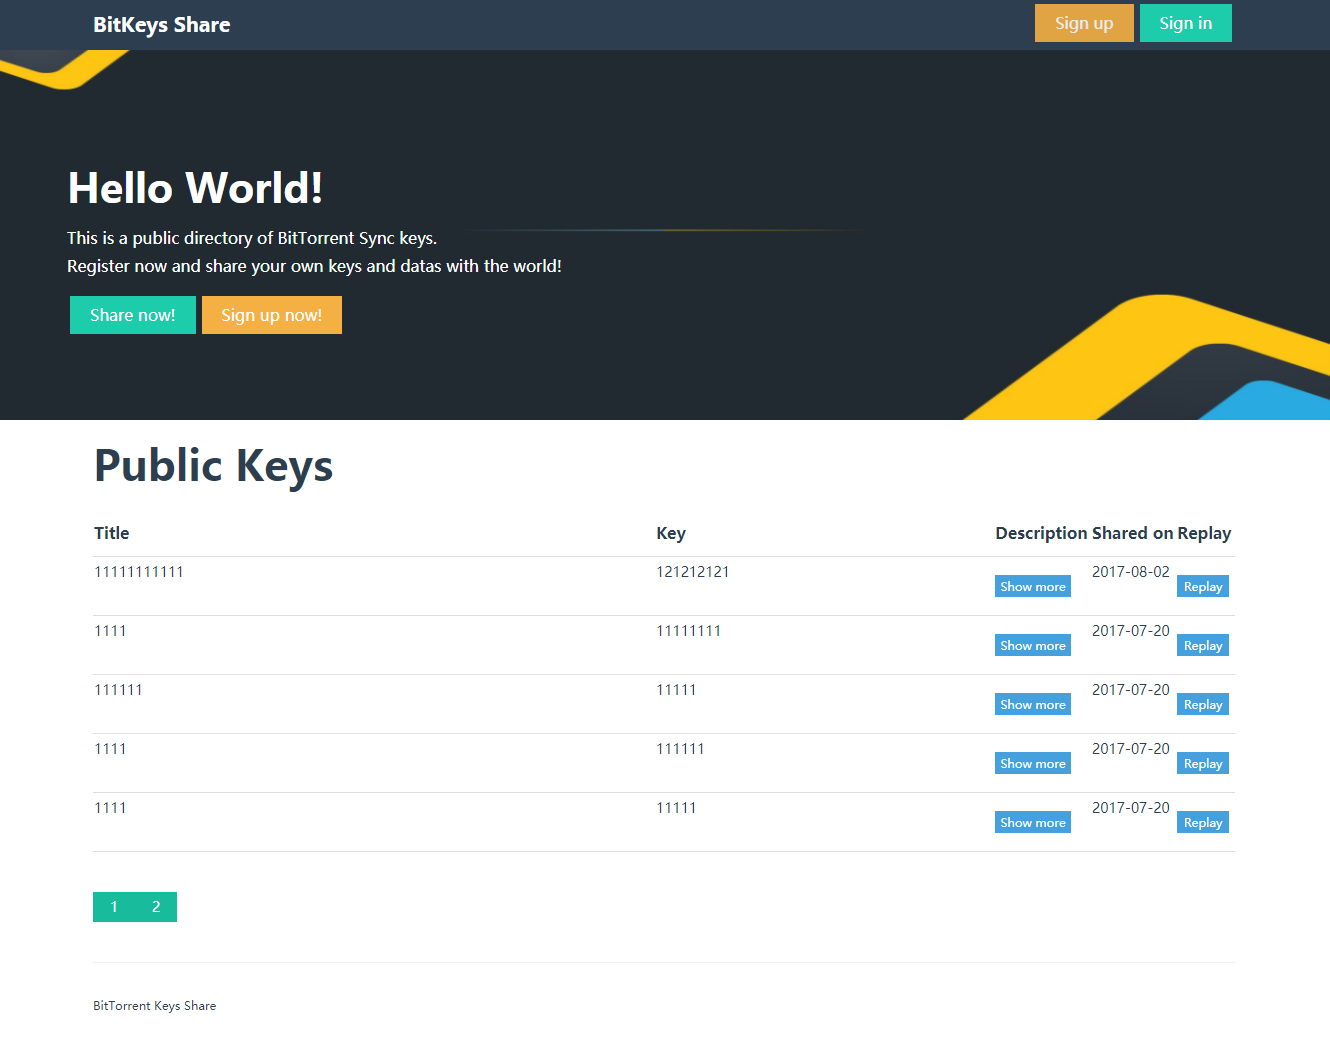 BitKeys Share Sign up Sign in
Hello World!
This is a public directory of BitTorrent Sync keys.
Register now and share your own keys and datas with the world!
Share now! Sign up now!
Public Keys
Title Key Description Shared on Replay
11111111111 121212121 Show more 2017-08-02 Replay
1111 11111111 Show more 2017-07-20 Replay
111111 11111 Show more 2017-07-20 Replay
1111 111111 Show more 2017-07-20 Replay
1111 11111 Show more 2017-07-20 Replay
1 2
BitTorrent Keys Share